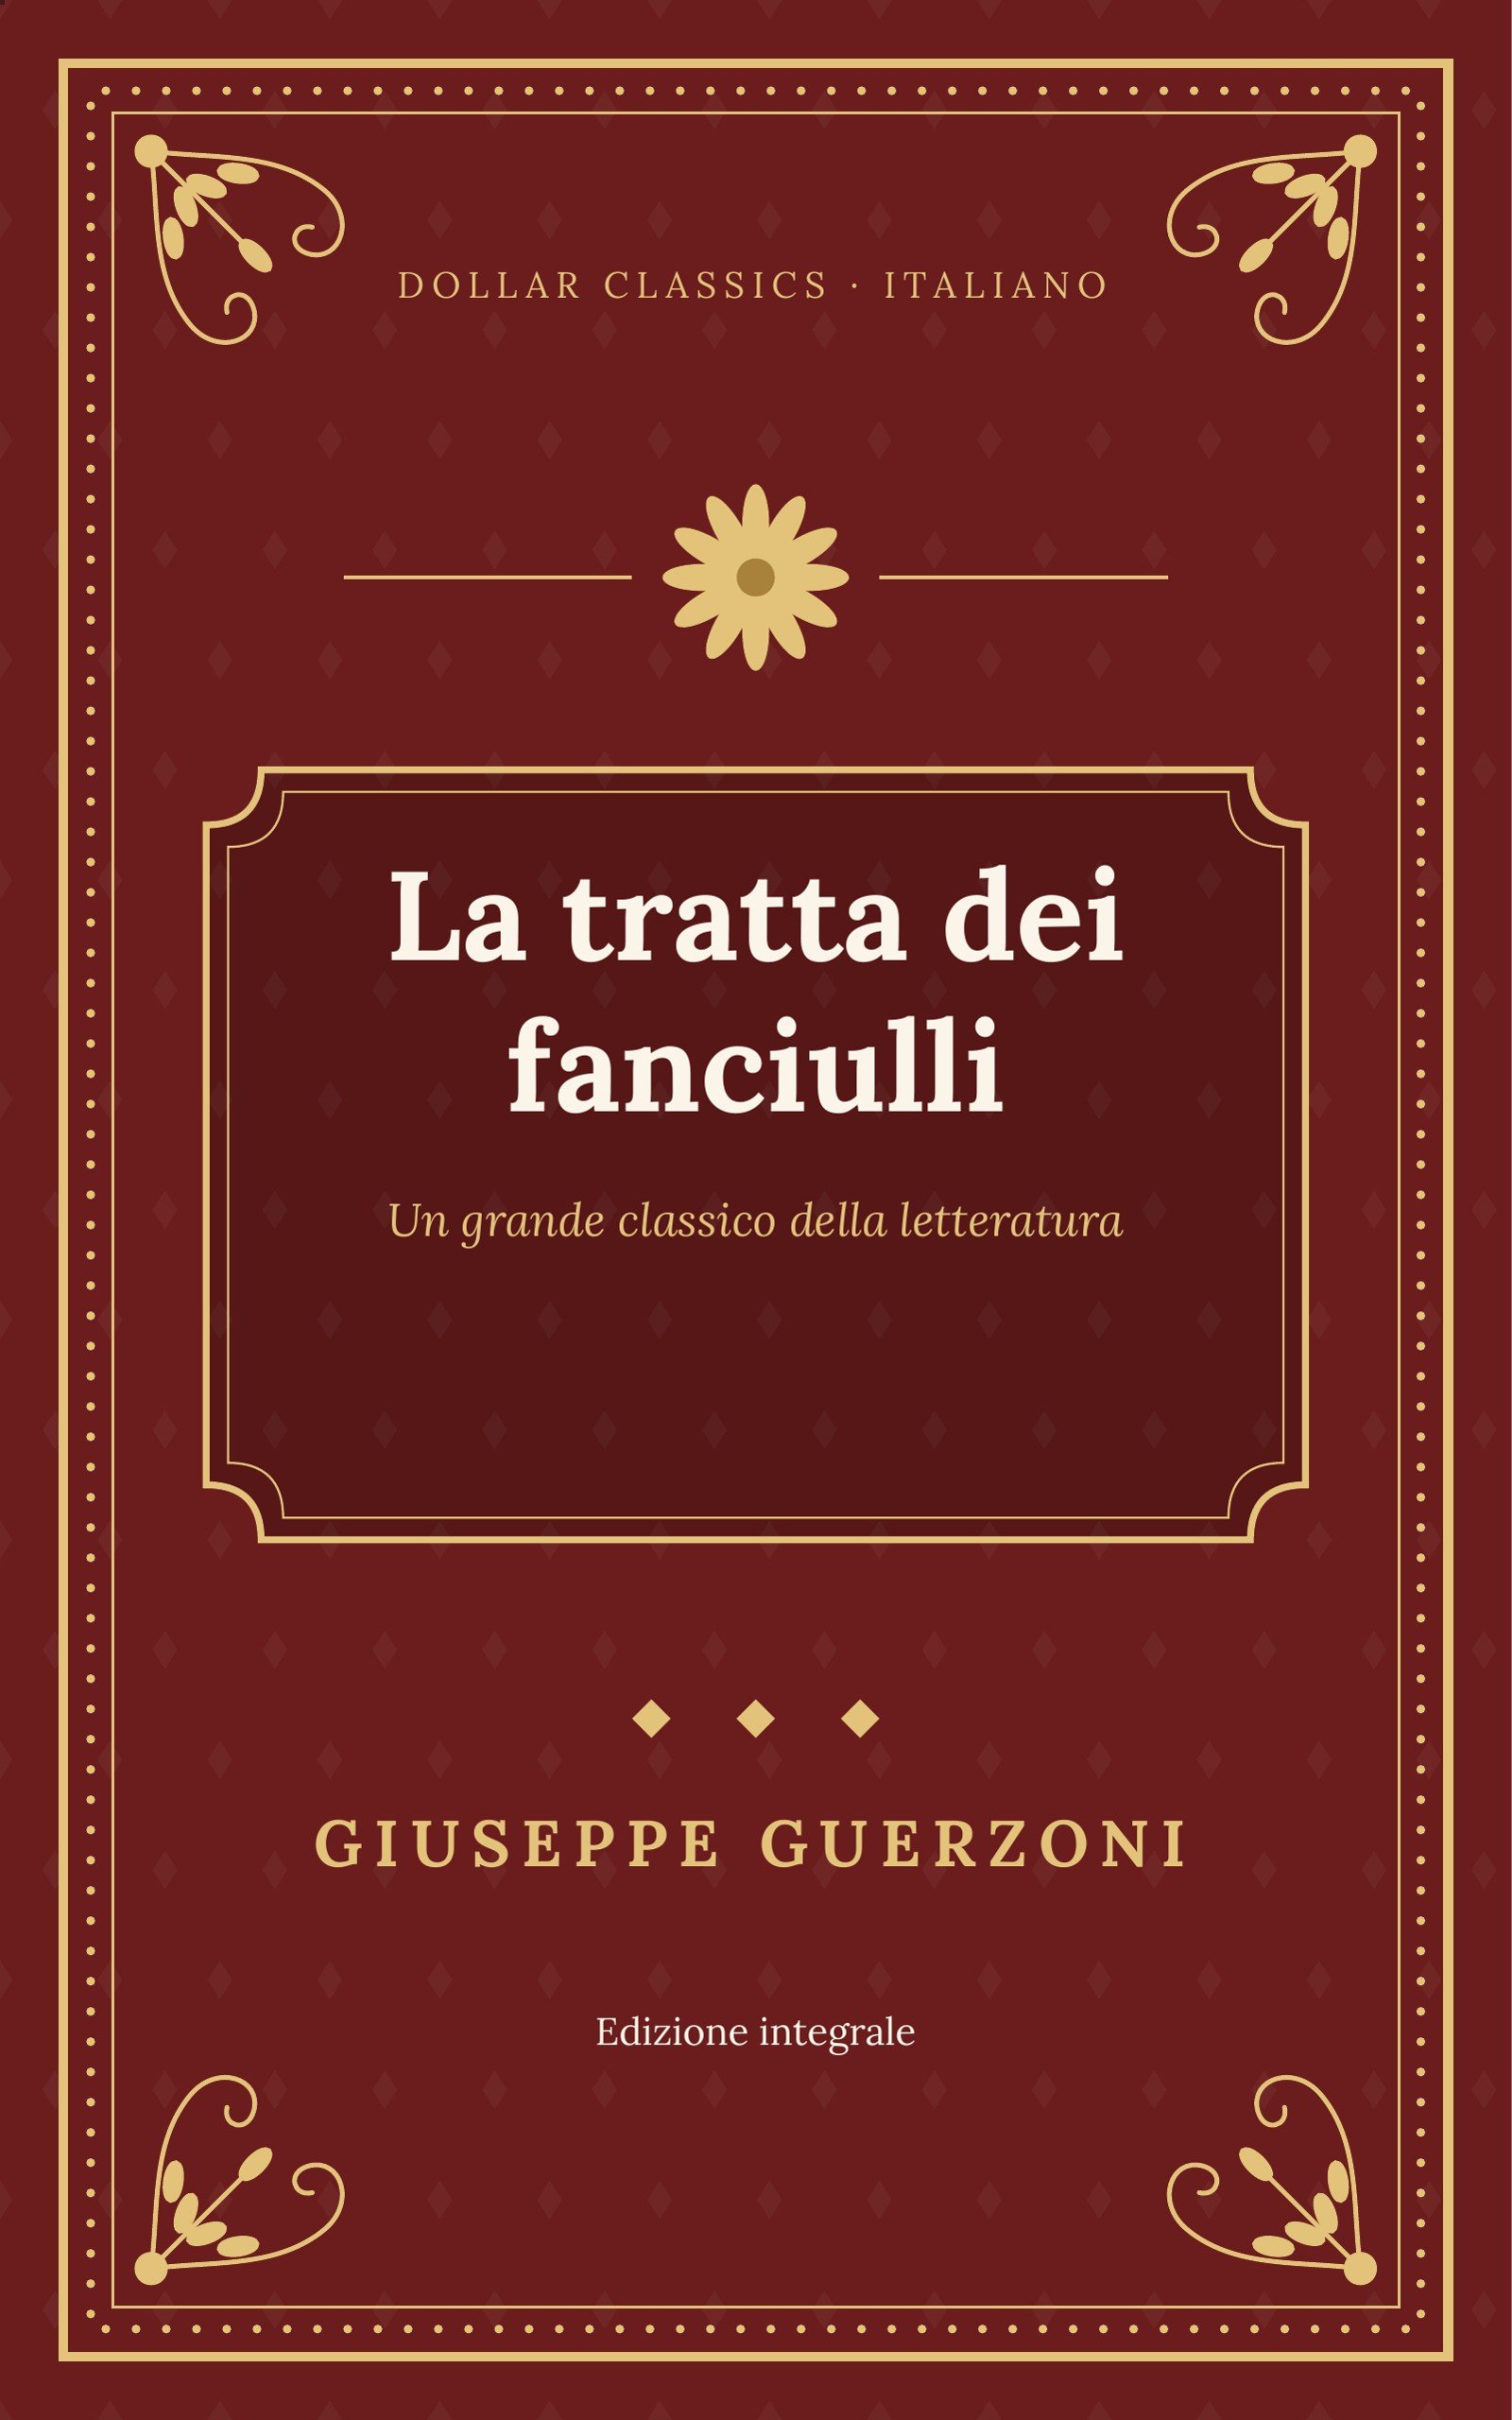 DOLLAR CLASSICS · ITALIANO
La tratta dei
fanciulli
Un grande classico della letteratura
GIUSEPPE GUERZONI
Edizione integrale